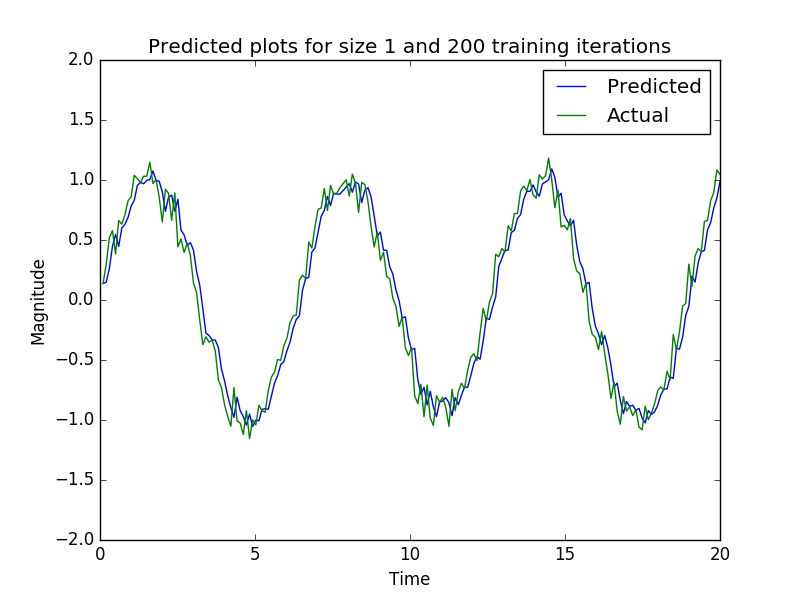 Predicted plots for size 1 and 200 training iterations
Predicted
Actual
2.0
1.5
1.0
0.5
0.0
−0.5
−1.0
−1.5
−2.0
Magnitude
0 5 10 15 20
Time